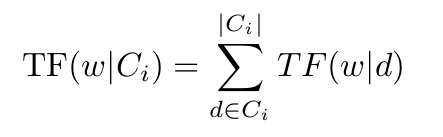 TF(w|C_i) = \sum_{d \in C_i}^{|C_i|} TF(w|d)